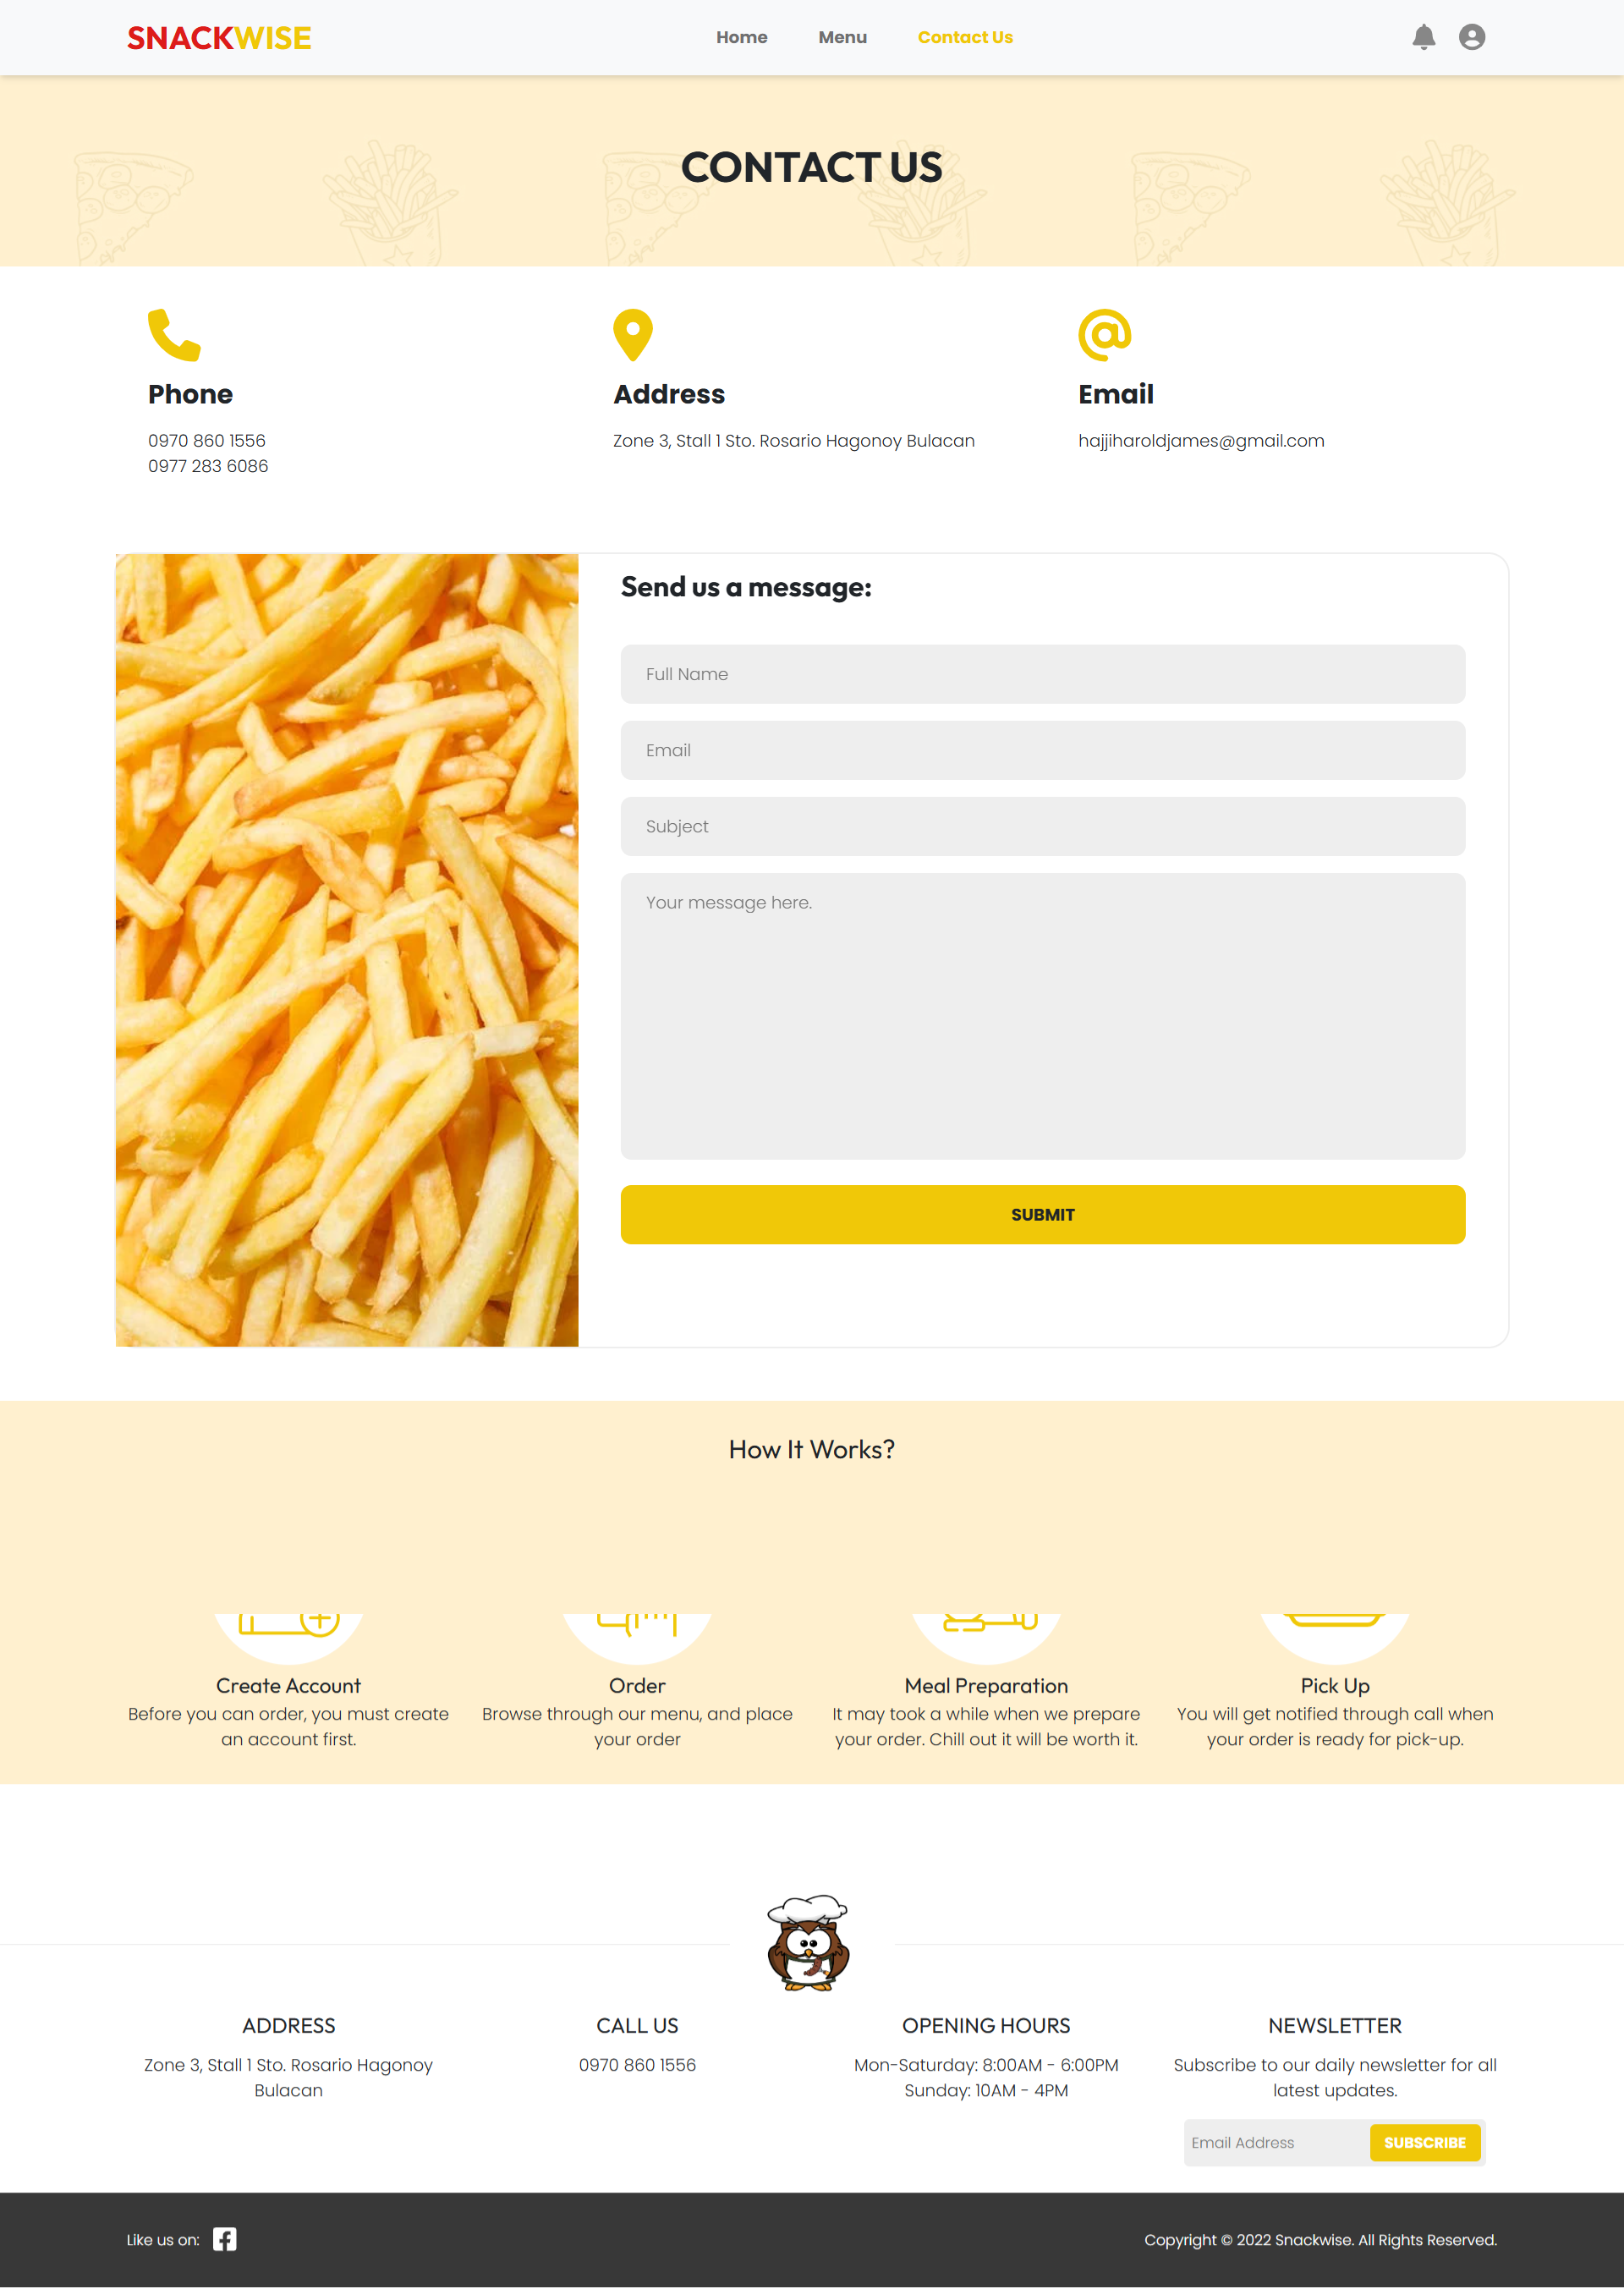 SNACKWISE
Home
Menu
Contact Us
CONTACT US
Phone
0970 860 1556
0977 283 6086
Address
Zone 3, Stall 1 Sto. Rosario Hagonoy Bulacan
Email
hajjiharoldjames@gmail.com
Send us a message:
Full Name
Email
Subject
Your message here.
SUBMIT
How It Works?
Create Account
Before you can order, you must create
an account first.
Order
Browse through our menu, and place
your order
Meal Preparation
It may took a while when we prepare
your order. Chill out it will be worth it.
Pick Up
You will get notified through call when
your order is ready for pick-up.
ADDRESS
Zone 3, Stall 1 Sto. Rosario Hagonoy
Bulacan
CALL US
0970 860 1556
OPENING HOURS
Mon-Saturday: 8:00AM - 6:00PM
Sunday: 10AM - 4PM
NEWSLETTER
Subscribe to our daily newsletter for all
latest updates.
Email Address
SUBSCRIBE
Like us on:
Copyright © 2022 Snackwise. All Rights Reserved.